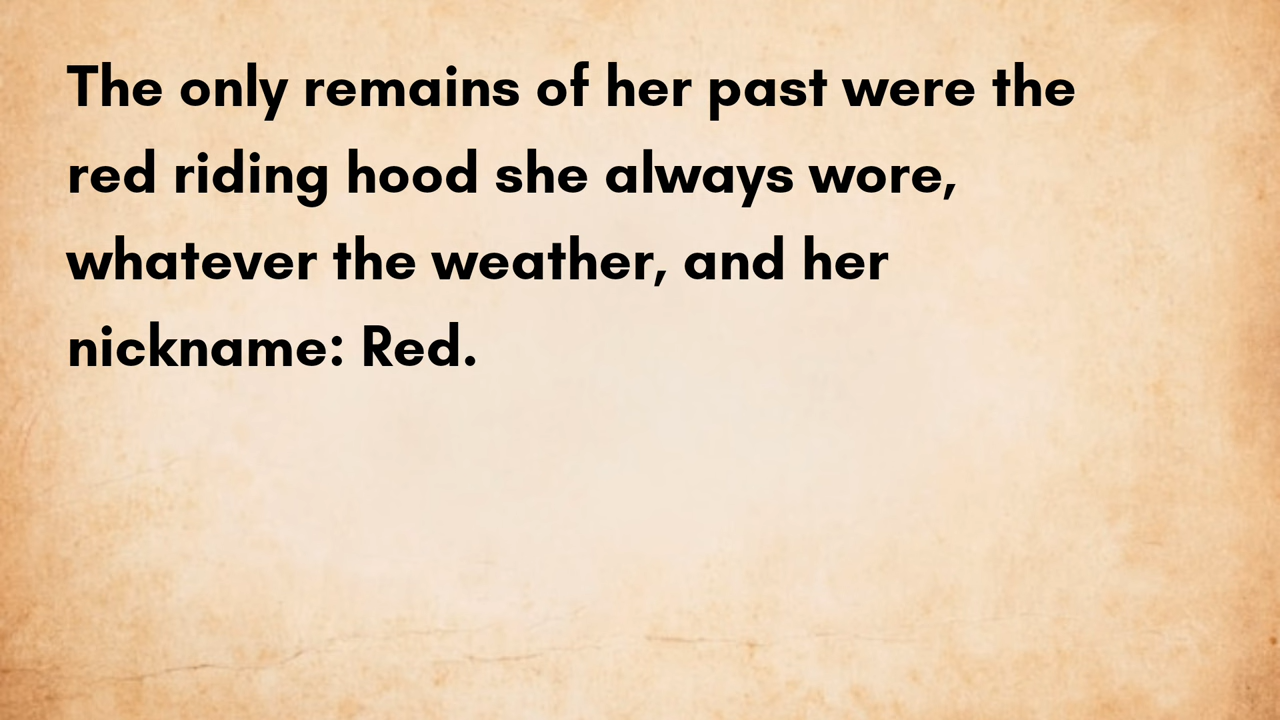 The only remains of her past were the
red riding hood she always wore,
whatever the weather, and her
nickname: Red.